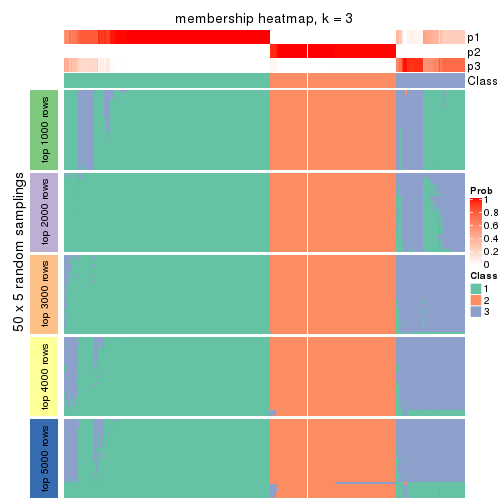 membership heatmap, k = 3
p1
p2
p3
Class
50 x 5 random samplings
top 1000 rows
top 2000 rows
top 3000 rows
top 4000 rows
top 5000 rows
Prob
1
0.8
0.6
0.4
0.2
0
Class
1
2
3